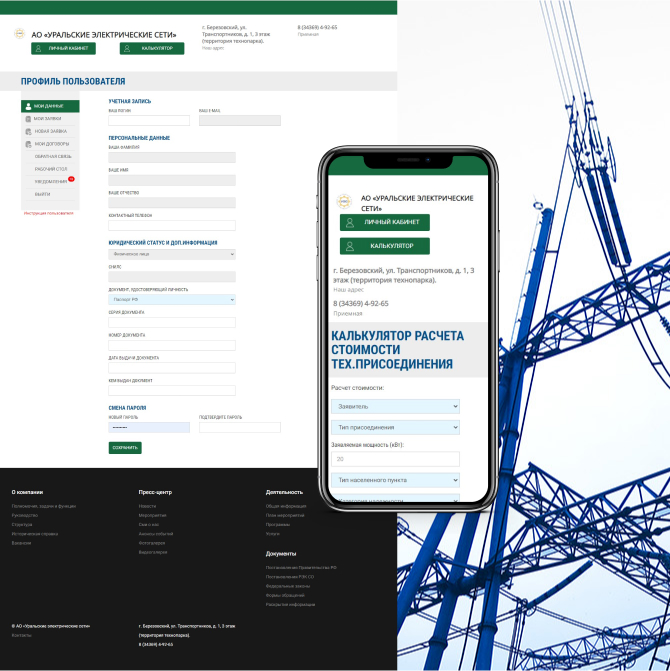 АО «УРАЛЬСКИЕ ЭЛЕКТРИЧЕСКИЕ СЕТИ»
ЛИЧНЫЙ КАБИНЕТ
КАЛЬКУЛЯТОР
г. Березовский, ул.
Транспортников, д. 1, 3 этаж
(территория технопарка).
Наш адрес
8 (34369) 4-92-65
Приемная
ПРОФИЛЬ ПОЛЬЗОВАТЕЛЯ
МОИ ДАННЫЕ
МОИ ЗАЯВКИ
НОВАЯ ЗАЯВКА
МОИ ДОГОВОРЫ
ОБРАТНАЯ СВЯЗЬ
РАБОЧИЙ СТОЛ
УВЕДОМЛЕНИЯ
ВЫЙТИ
Инструкция пользователя
УЧЕТНАЯ ЗАПИСЬ
ВАШ ЛОГИН
ВАШ E-MAIL
ПЕРСОНАЛЬНЫЕ ДАННЫЕ
ВАША ФАМИЛИЯ
ВАШЕ ИМЯ
ВАШЕ ОТЧЕСТВО
КОНТАКТНЫЙ ТЕЛЕФОН
ЮРИДИЧЕСКИЙ СТАТУС И ДОП.ИНФОРМАЦИЯ
Физическое лицо
СНИЛС
ДОКУМЕНТ, УДОСТОВЕРЯЮЩИЙ ЛИЧНОСТЬ
Паспорт РФ
СЕРИЯ ДОКУМЕНТА
НОМЕР ДОКУМЕНТА
ДАТА ВЫДАЧИ ДОКУМЕНТА
КЕМ ВЫДАН ДОКУМЕНТ
СМЕНА ПАРОЛЯ
НОВЫЙ ПАРОЛЬ
ПОДТВЕРДИТЕ ПАРОЛЬ
СОХРАНИТЬ
АО «УРАЛЬСКИЕ ЭЛЕКТРИЧЕСКИЕ
СЕТИ»
ЛИЧНЫЙ КАБИНЕТ
КАЛЬКУЛЯТОР
г. Березовский, ул. Транспортников, д. 1, 3
этаж (территория технопарка).
Наш адрес
8 (34369) 4-92-65
Приемная
КАЛЬКУЛЯТОР РАСЧЕТА
СТОИМОСТИ
ТЕХ.ПРИСОЕДИНЕНИЯ
Расчет стоимости:
Заявитель
Тип присоединения
Заявляемая мощность (кВт):
20
Тип населенного пункта
Категория надежности
О компании
Полномочия, задачи и функции
Руководство
Структура
Историческая справка
Вакансии
Пресс-центр
Новости
Мероприятия
Сми о нас
Анонсы событий
Фотогалерея
Видеогалерея
Деятельность
Общая информация
План мероприятий
Программы
Услуги
Документы
Постановления Правительства РФ
Постановления РЭК СО
Федеральные законы
Формы обращений
Раскрытие информации
© АО «Уральские электрические сети»
Контакты
г. Березовский, ул. Транспортников, д. 1, 3 этаж
(территория технопарка).
8 (34369) 4-92-65